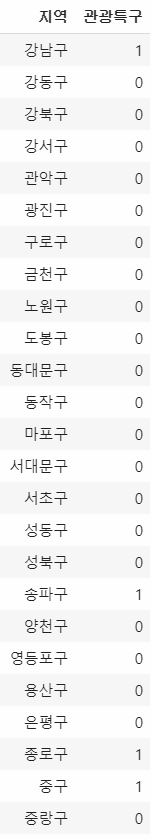 지역 관광특구
강남구 1
강동구 0
강북구 0
강서구 0
관악구 0
광진구 0
구로구 0
금천구 0
노원구 0
도봉구 0
동대문구 0
동작구 0
마포구 0
서대문구 0
서초구 0
성동구 0
성북구 0
송파구 1
양천구 0
영등포구 0
용산구 0
은평구 0
종로구 1
중구 1
중랑구 0